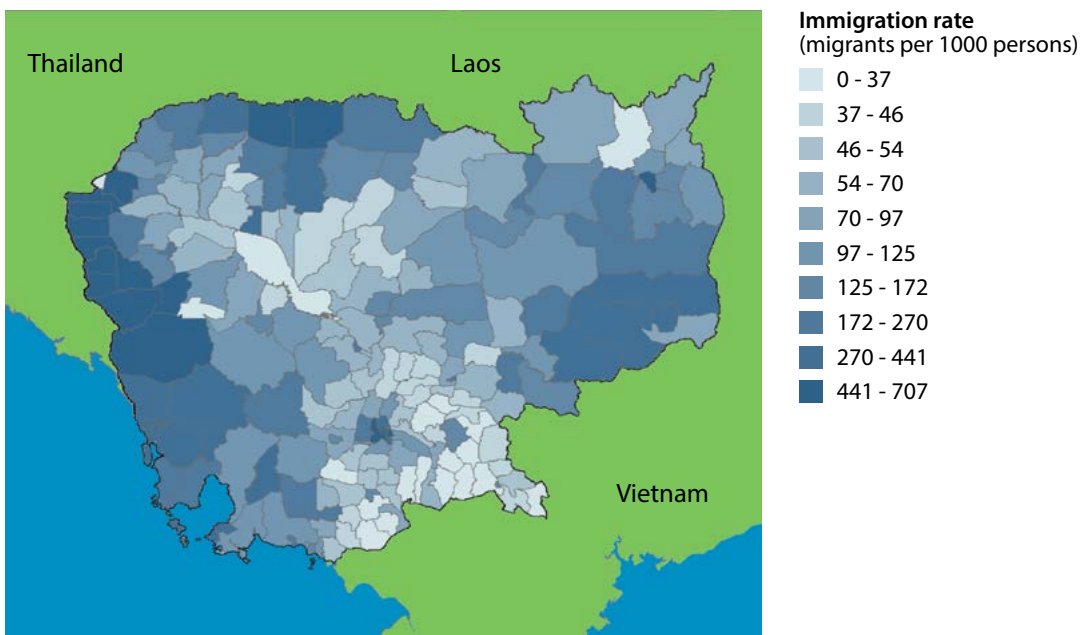 Thailand
Laos
Vietnam
Immigration rate
(migrants per 1000 persons)
0 - 37
37 - 46
46 - 54
54 - 70
70 - 97
97 - 125
125 - 172
172 - 270
270 - 441
441 - 707